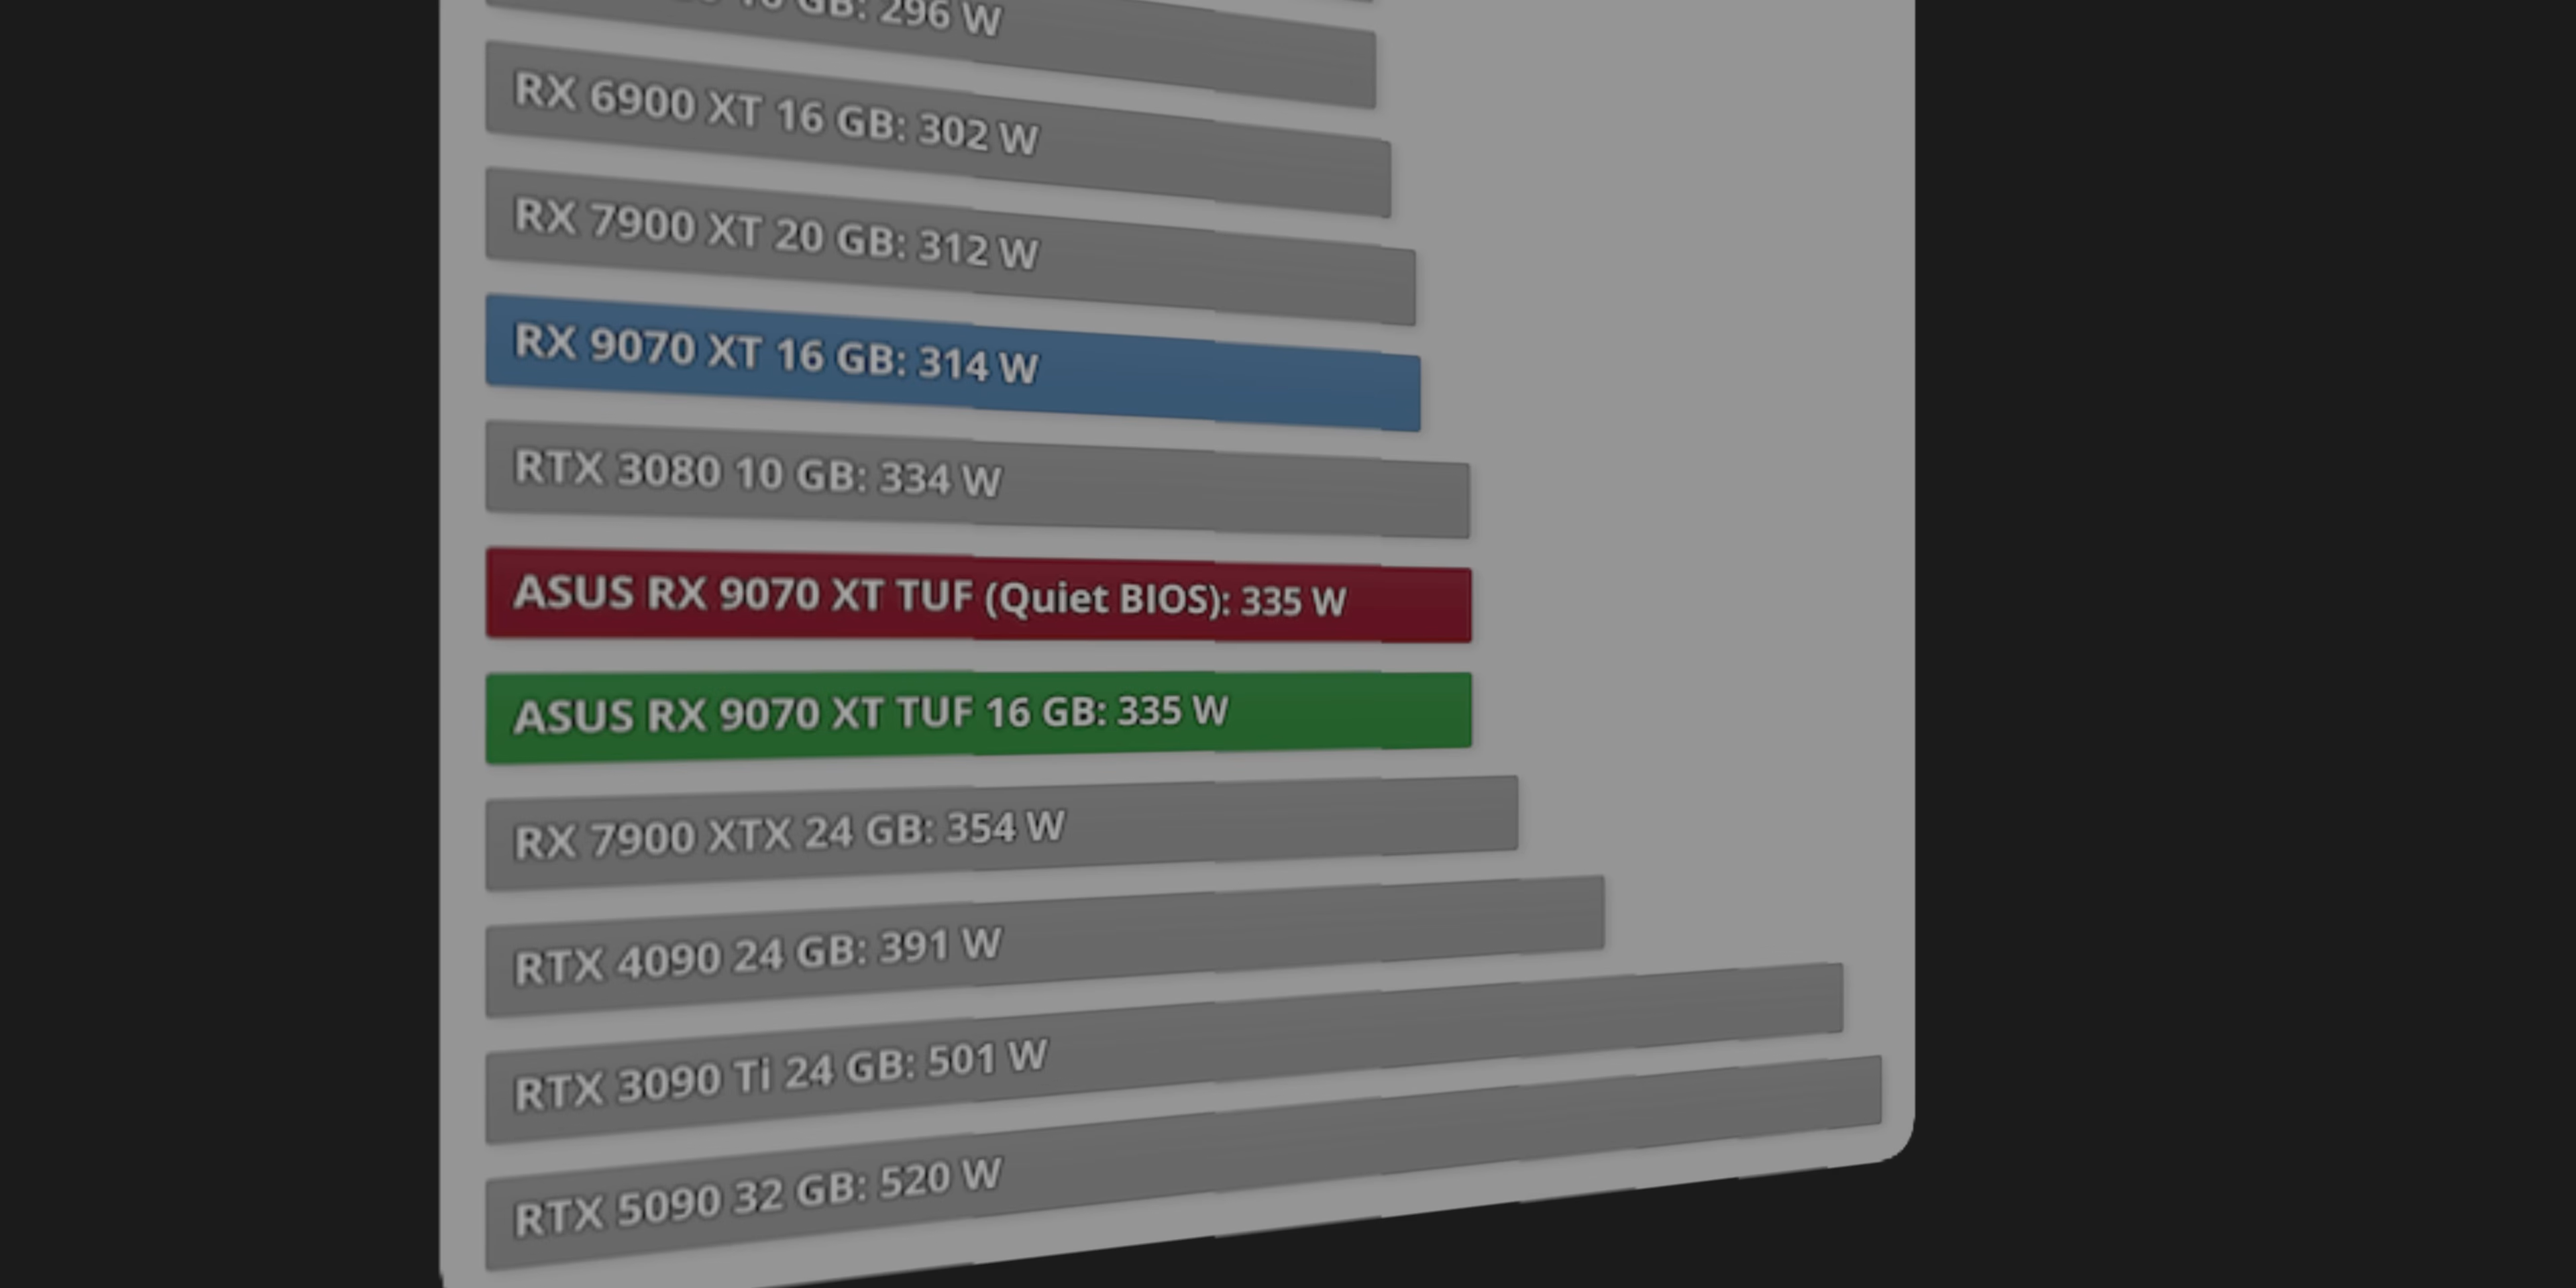 GB: 296 W
RX 6900 XT 16 GB: 302 W
RX 7900 XT 20 GB: 312 W
RX 9070 XT 16 GB: 314 W
RTX 3080 10 GB: 334 W
ASUS RX 9070 XT TUF (Quiet BIOS): 335 W
ASUS RX 9070 XT TUF 16 GB: 335 W
RX 7900 XTX 24 GB: 354 W
RTX 4090 24 GB: 391 W
RTX 3090 Ti 24 GB: 501 W
RTX 5090 32 GB: 520 W